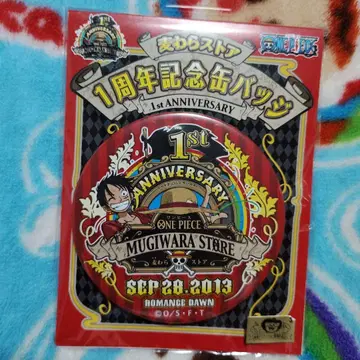 1st
麦わらストア
1周年記念缶バッジ
1st ANNIVERSARY
1st
ANNIVERSARY
ワンピース
ONE PIECE
MUGIWARA STORE
麦わら ストア
SEP.28.2013
ROMANCE DAWN
©O/S・F・T